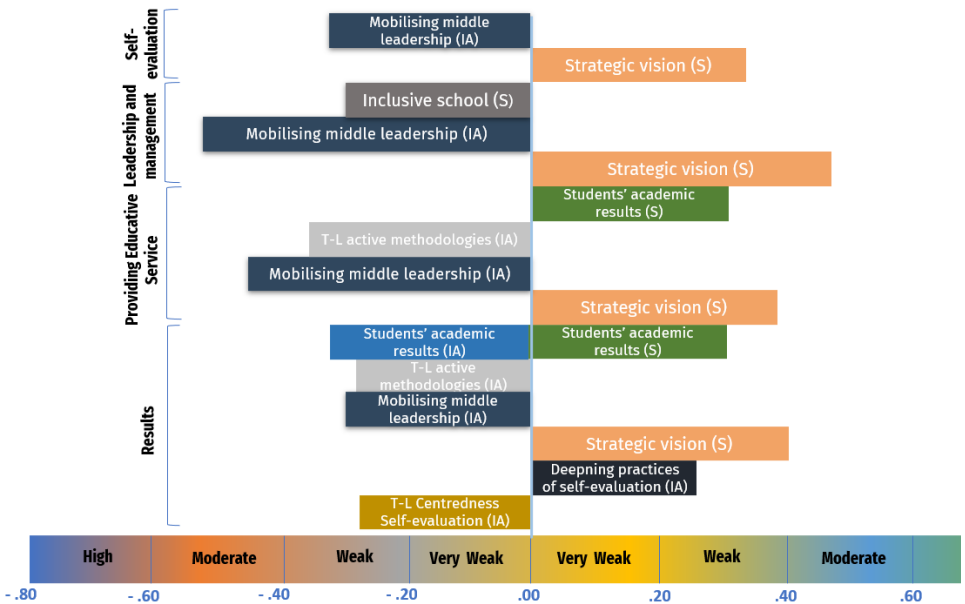 Self-
evaluation
Mobilising middle
leadership (IA)
Strategic vision (S)
Leadership and
management
Inclusive school (S)
Mobilising middle leadership (IA)
Strategic vision (S)
Providing Educative
Service
Students’ academic
results (S)
T-L active methodologies (IA)
Mobilising middle leadership (IA)
Strategic vision (S)
Results
Students’ academic
results (IA)
Students’ academic
results (S)
T-L active
methodologies (IA)
Mobilising middle
leadership (IA)
Strategic vision (S)
Deepning practices
of self-evaluation (IA)
T-L Centredness
Self-evaluation (IA)
High Moderate Weak Very Weak Very Weak Weak Moderate
- .80 - .60 - .40 - .20 .00 .20 .40 .60